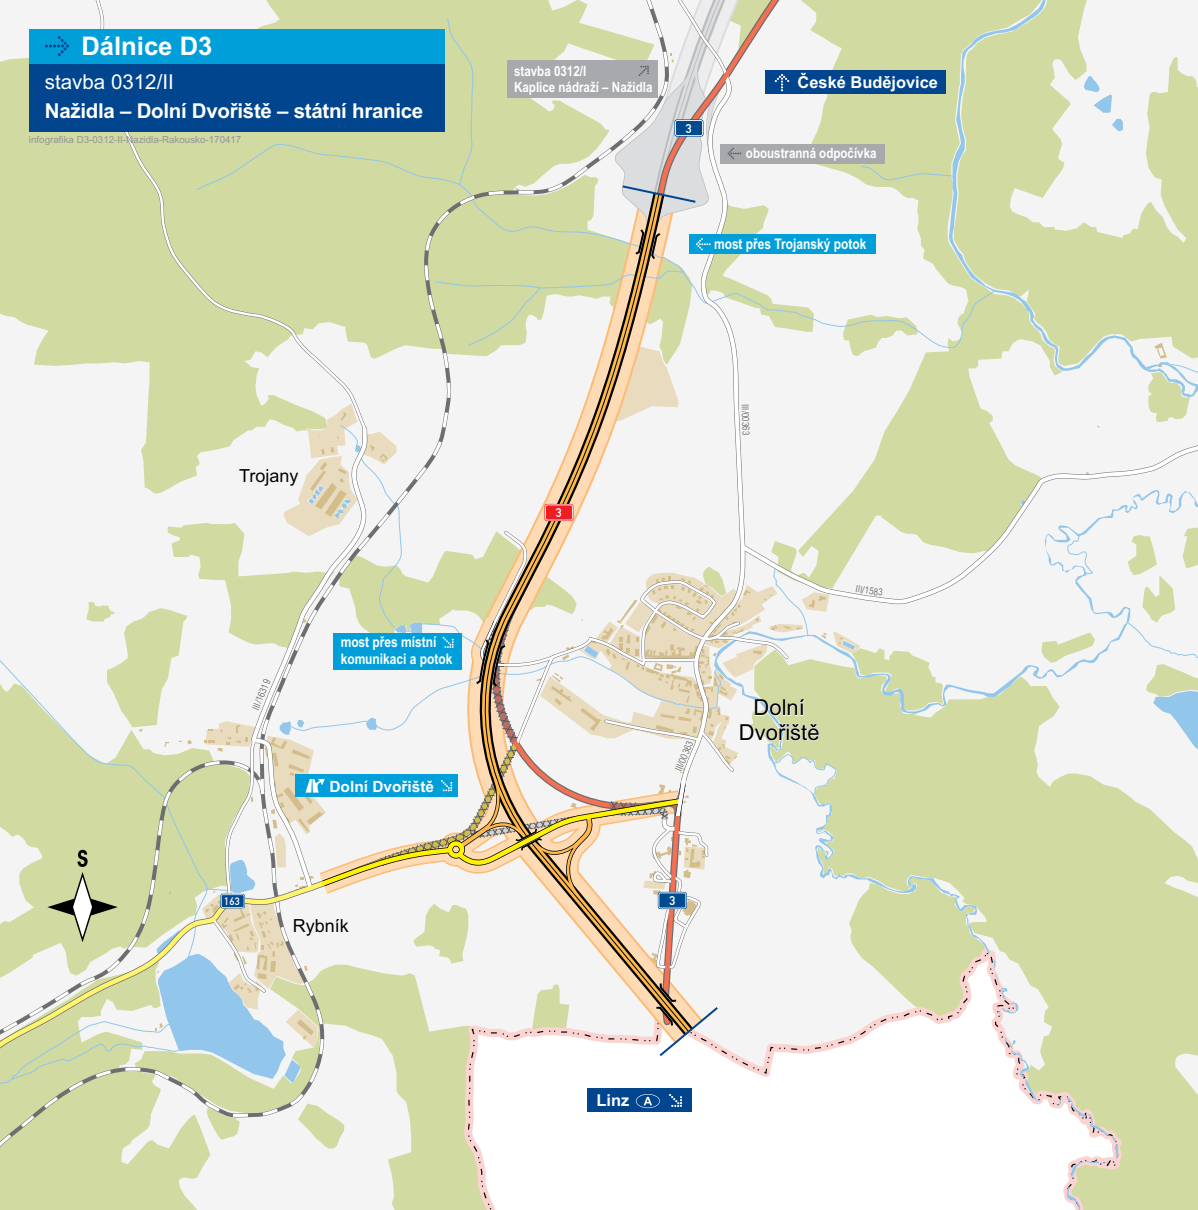 Dálnice D3
stavba 0312/II
Nažidla – Dolní Dvořiště – státní hranice
infografika D3-0312-II-Nazidla-Rakousko-170417
stavba 0312/I
Kaplice nádraží – Nažidla
České Budějovice
3
oboustranná odpočívka
most přes Trojanský potok
III/00363
Trojany
3
III/1583
most přes místní
komunikaci a potok
III/16319
Dolní
Dvořiště
III/00363
Dolní Dvořiště
S
163
3
Rybník
Linz A